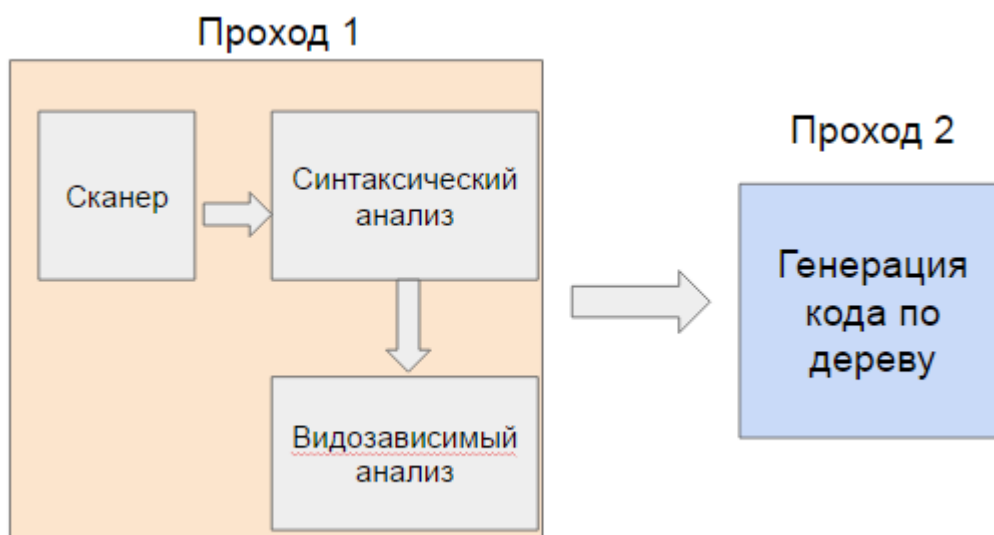 Проход 1
Сканер
Синтаксический
анализ
Видозависимый
анализ
Проход 2
Генерация
кода по
дереву